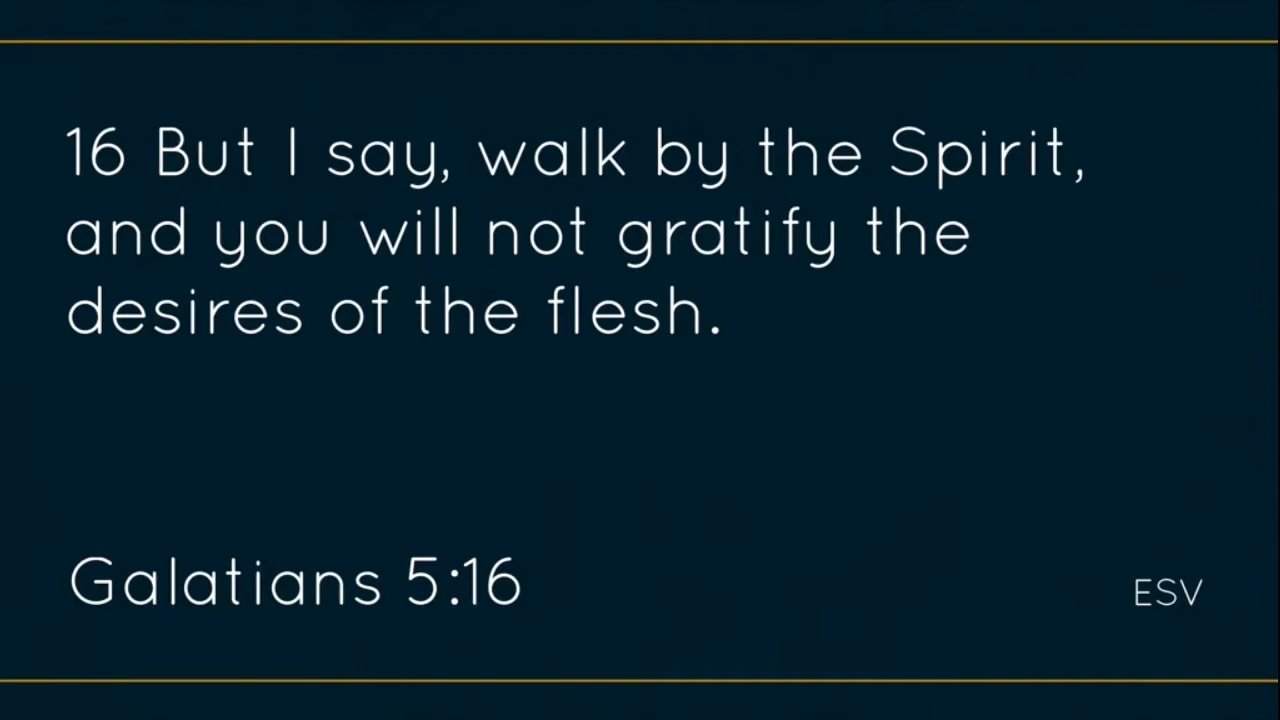 16 But I say, walk by the Spirit,
and you will not gratify the
desires of the flesh.
Galatians 5:16
ESV